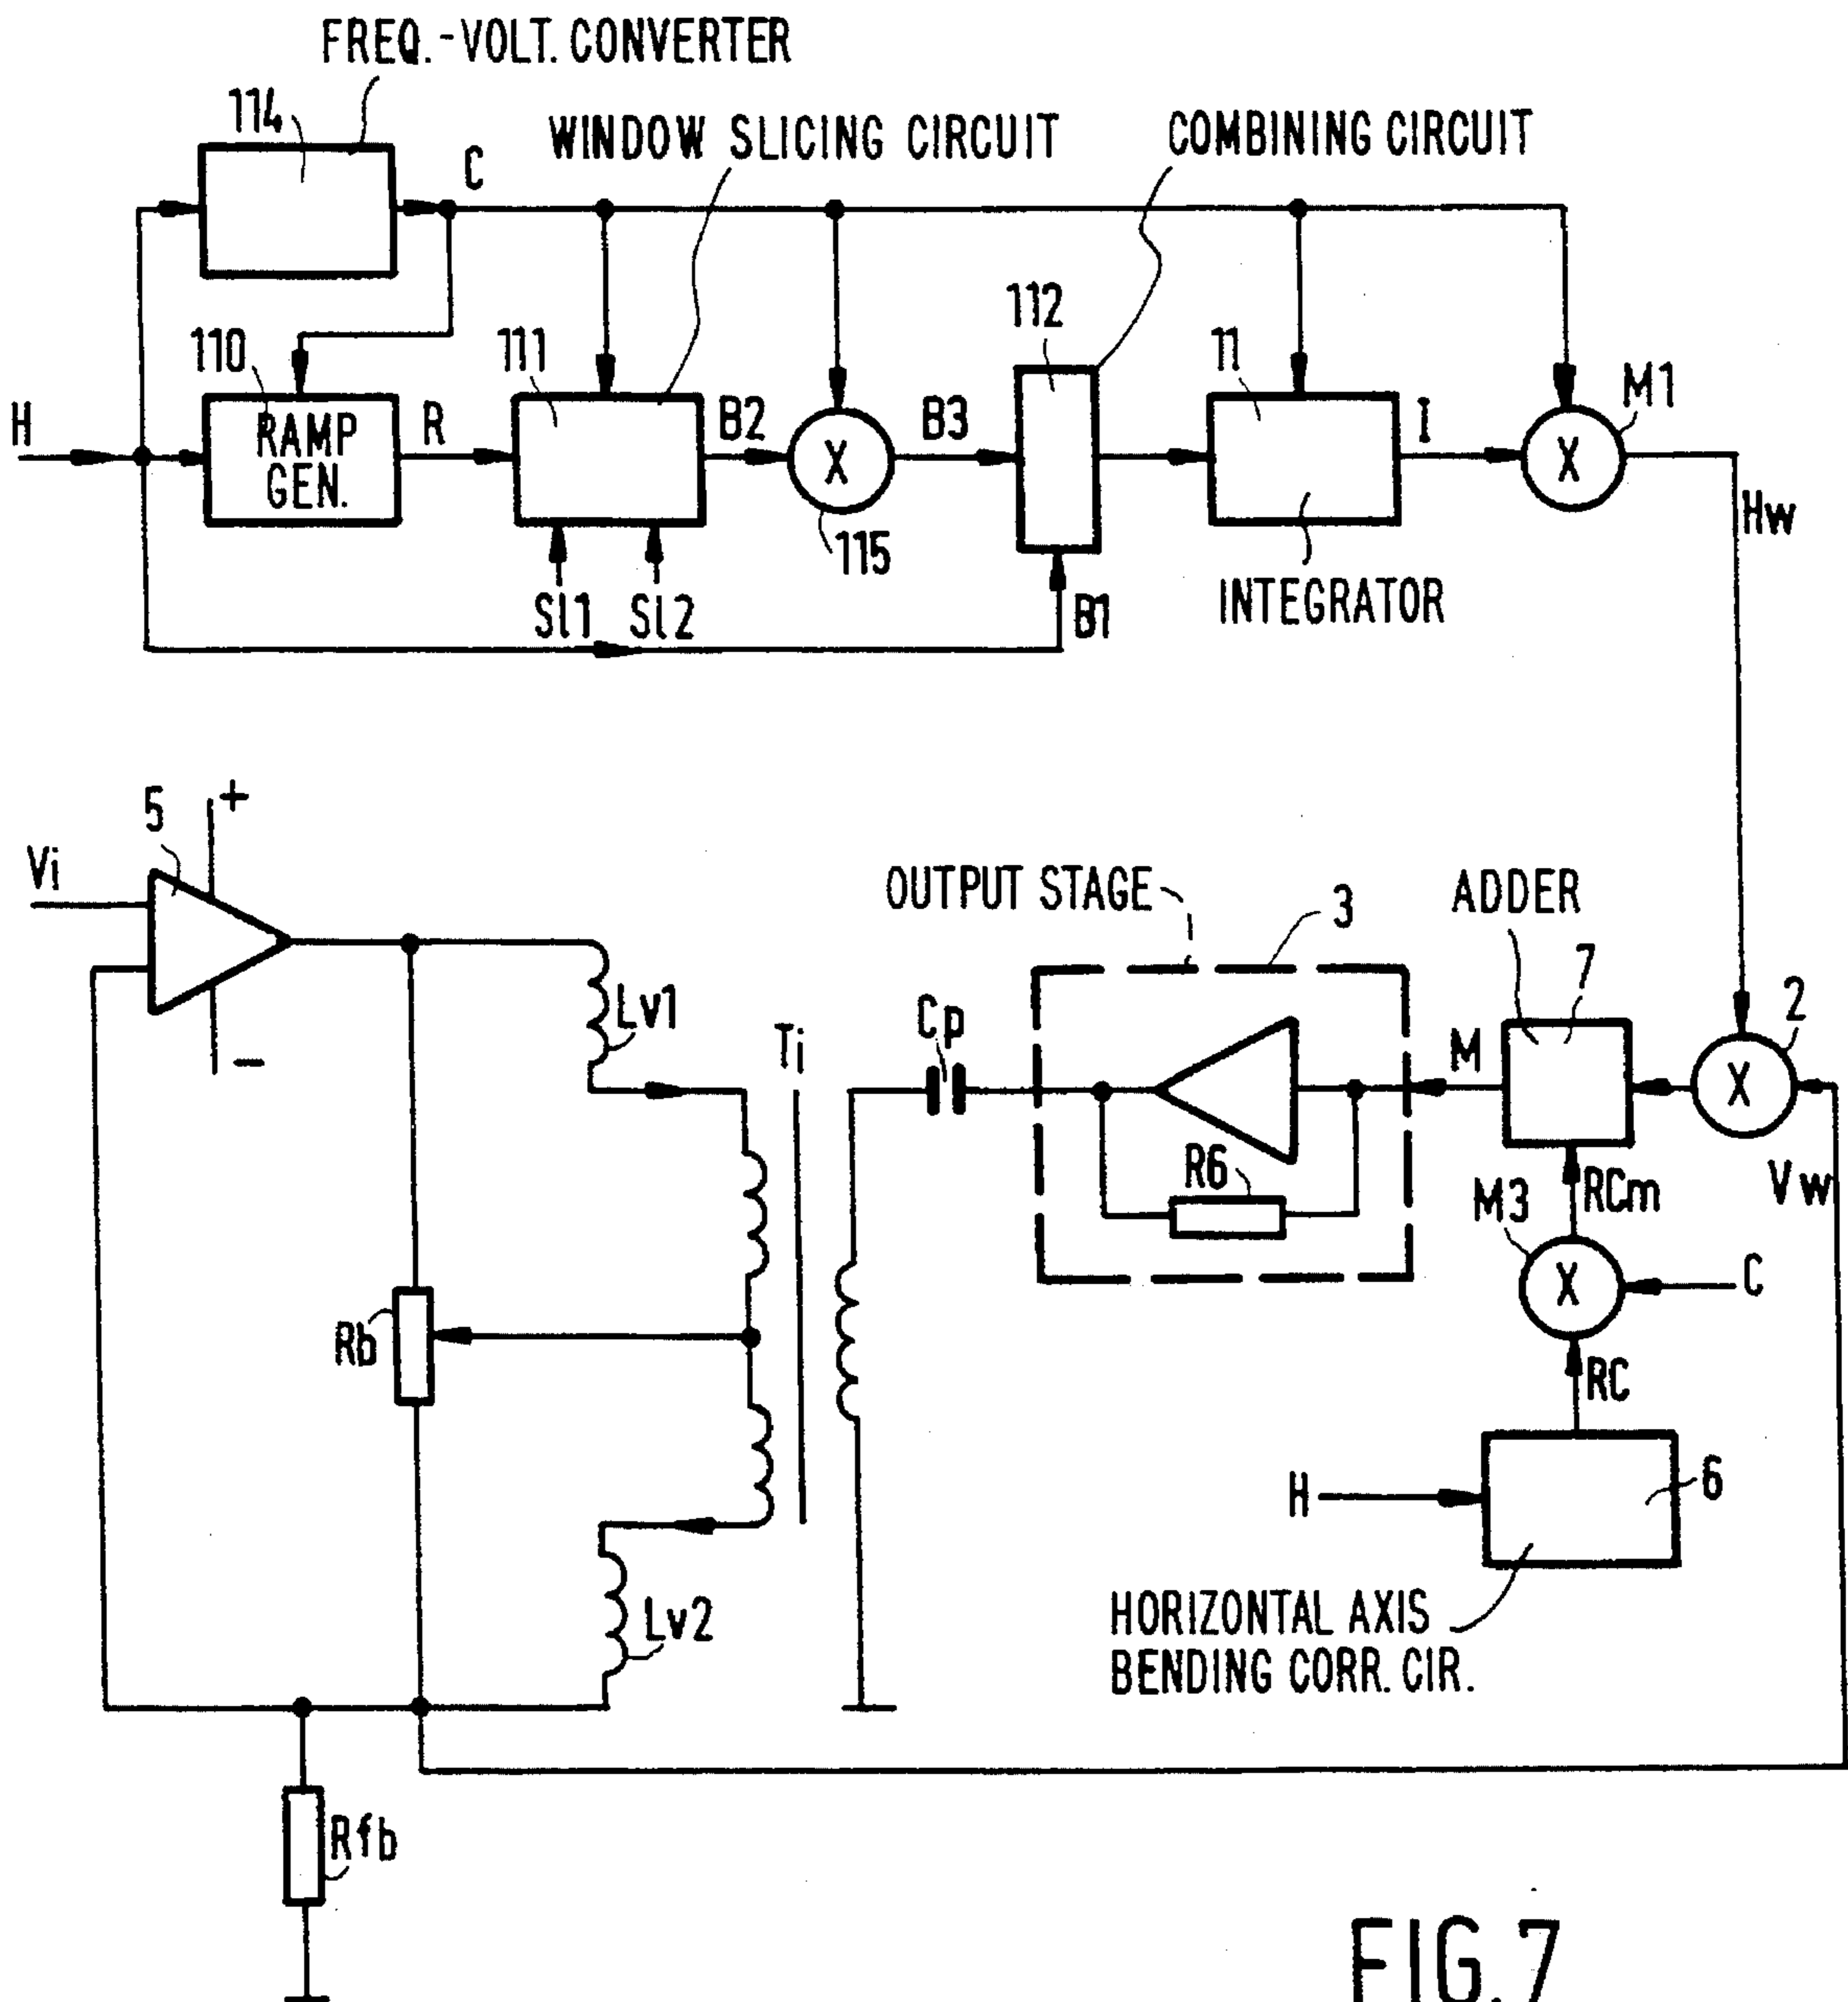 FREQ.-VOLT. CONVERTER
114
C
WINDOW SLICING CIRCUIT
COMBINING CIRCUIT
110
111
112
11
M1
H
RAMP
GEN.
R
B2
X
B3
I
X
115
Hw
Sl1
Sl2
B1
INTEGRATOR
5
+
Vi
-
OUTPUT STAGE
3
ADDER
7
2
Lv1
Ti
Cp
M
X
R6
RCm
Vw
M3
X
C
Rb
RC
H
6
Lv2
HORIZONTAL AXIS
BENDING CORR. CIR.
Rfb
FIG. 7